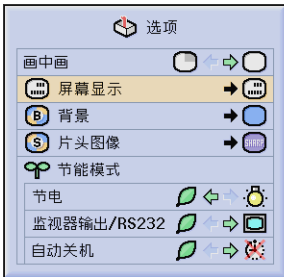 选项
画中画
屏幕显示
B 背景
S 片头图像 SHARP
节能模式
节电
监视器输出/RS232
自动关机